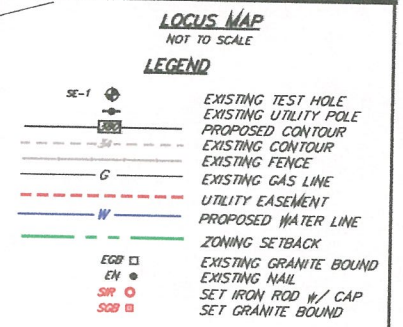 LOCUS MAP
NOT TO SCALE
LEGEND
SE-1 EXISTING TEST HOLE
EXISTING UTILITY POLE
380 PROPOSED CONTOUR
34 EXISTING CONTOUR
EXISTING FENCE
G EXISTING GAS LINE
UTILITY EASEMENT
W PROPOSED WATER LINE
ZONING SETBACK
EGB EXISTING GRANITE BOUND
EN EXISTING NAIL
SIR SET IRON ROD W/ CAP
SGB SET GRANITE BOUND